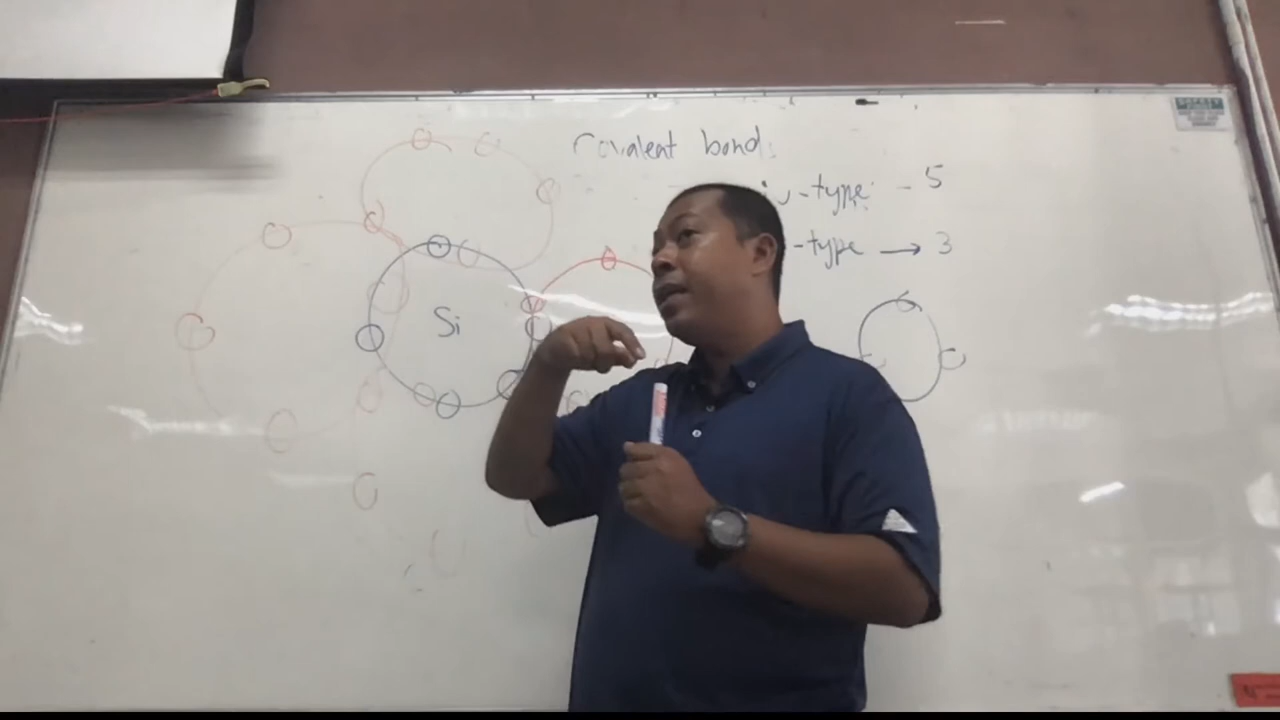 Covalent bond
-type - 5
-type → 3
Si